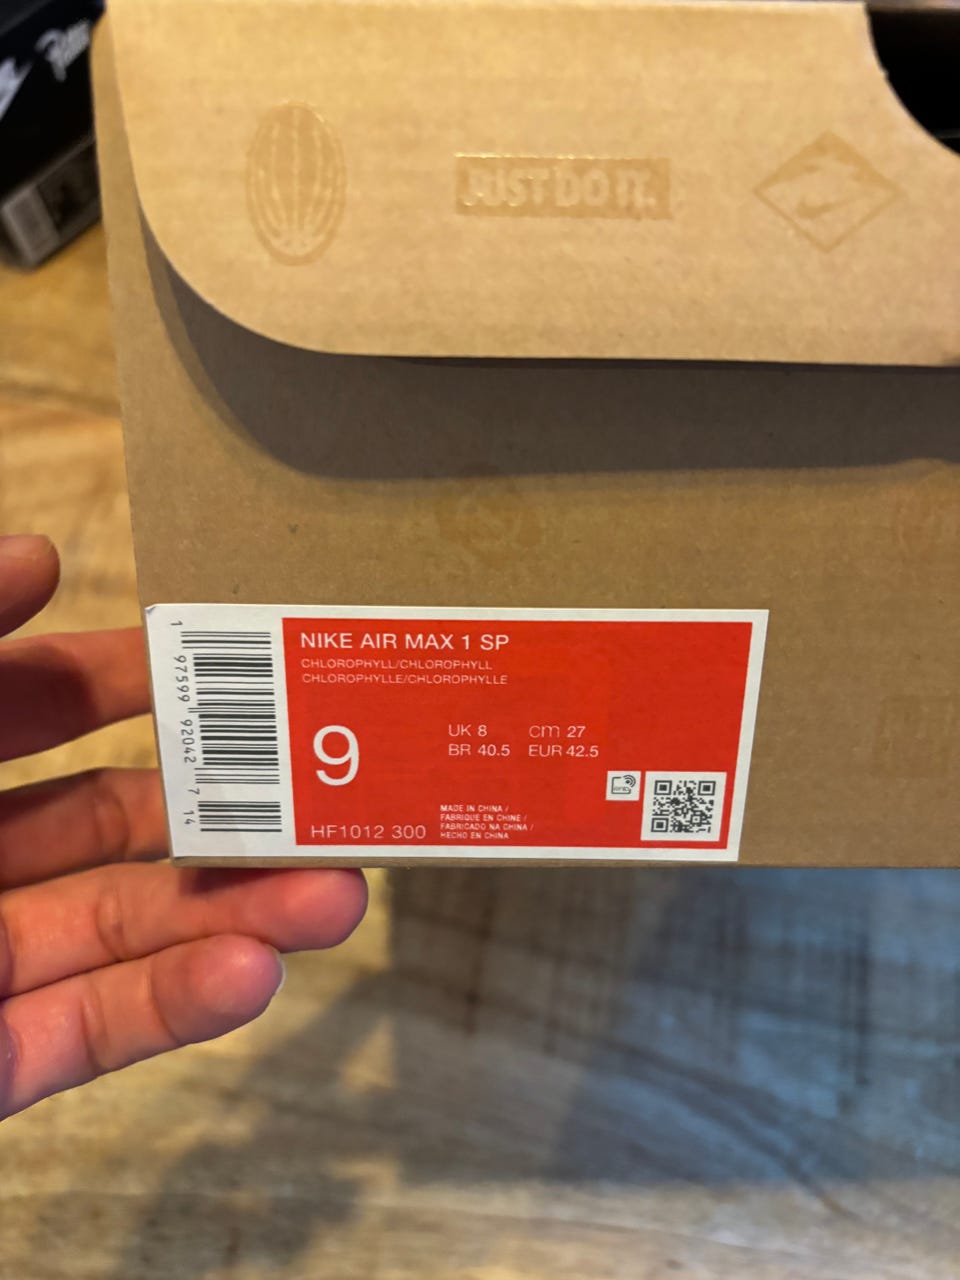 Patta
JUST DO IT.
NIKE AIR MAX 1 SP
CHLOROPHYLL/CHLOROPHYLL
CHLOROPHYLLE/CHLOROPHYLLE
9
UK 8 cm 27
BR 40.5 EUR 42.5
MADE IN CHINA /
FABRIQUE EN CHINE /
FABRICADO NA CHINA /
HECHO EN CHINA
HF1012 300
1 97599 92042 7 14